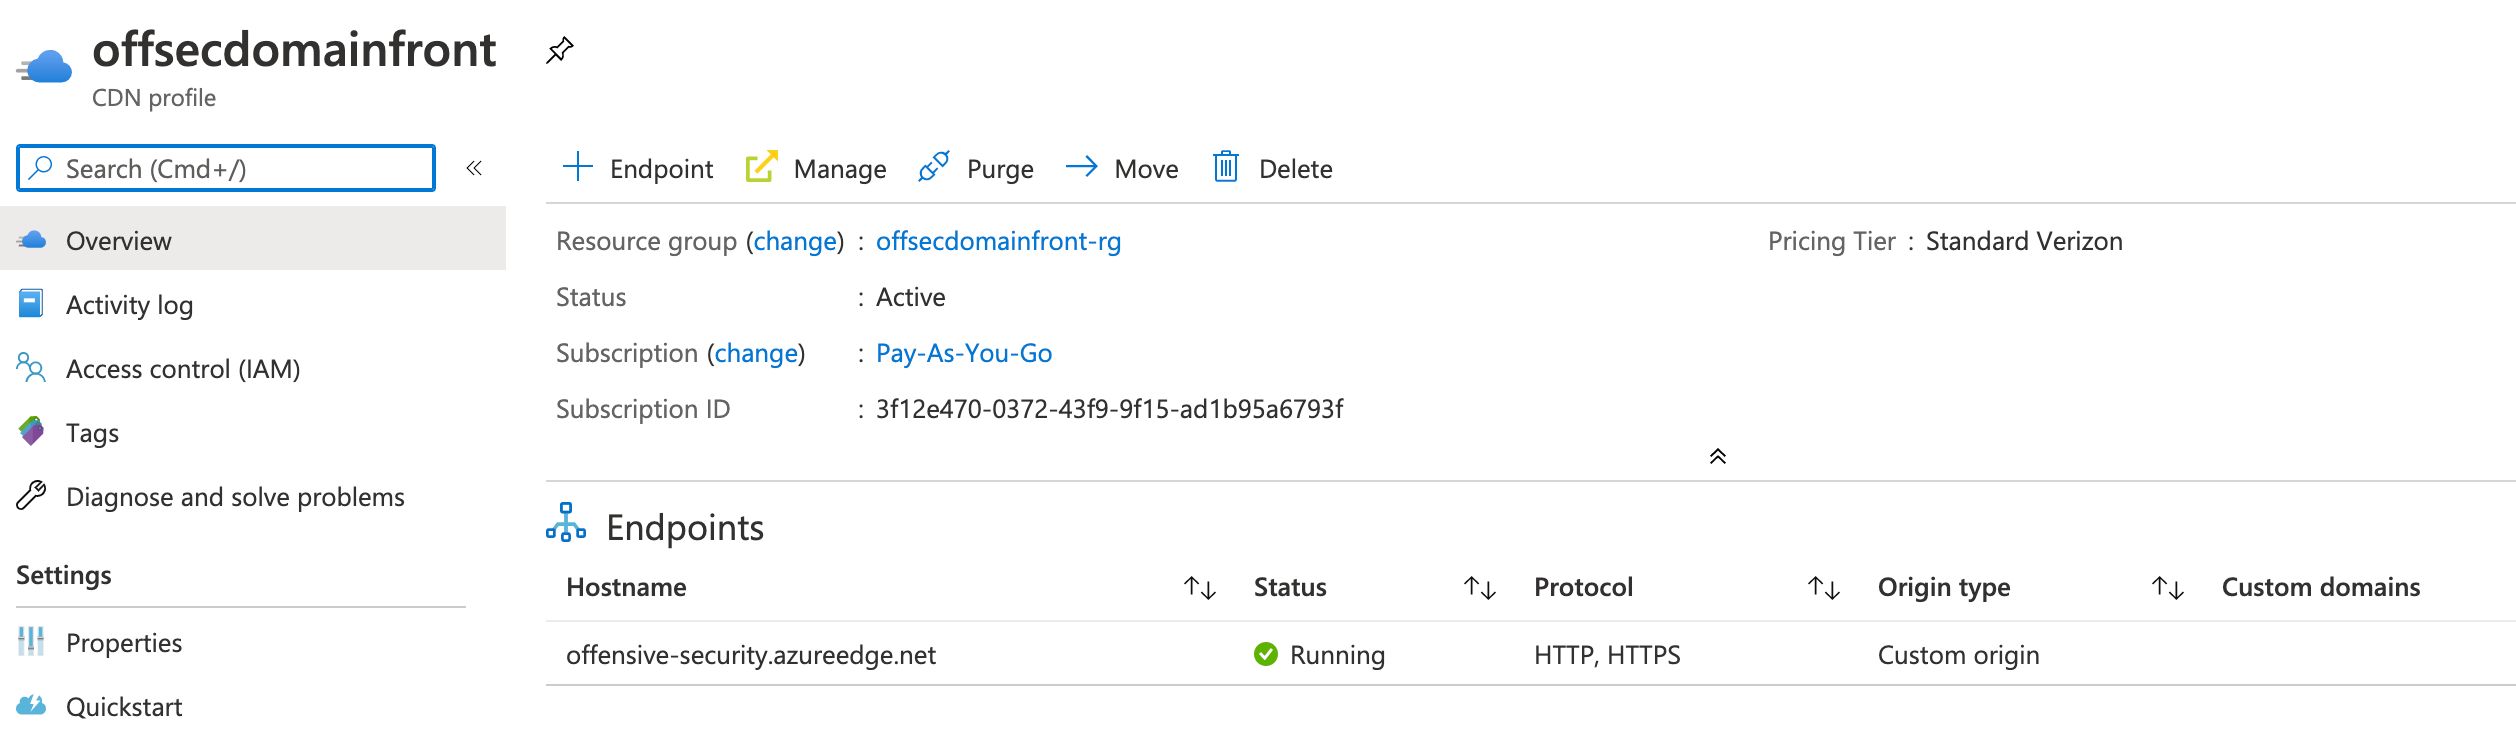 offsecdomainfront
CDN profile
Search (Cmd+/)
«
Overview
Activity log
Access control (IAM)
Tags
Diagnose and solve problems
Settings
Properties
Quickstart
Endpoint Manage Purge Move Delete
Resource group (change) : offsecdomainfront-rg Pricing Tier : Standard Verizon
Status : Active
Subscription (change) : Pay-As-You-Go
Subscription ID : 3f12e470-0372-43f9-9f15-ad1b95a6793f
Endpoints
Hostname Status Protocol Origin type Custom domains
offensive-security.azureedge.net Running HTTP, HTTPS Custom origin